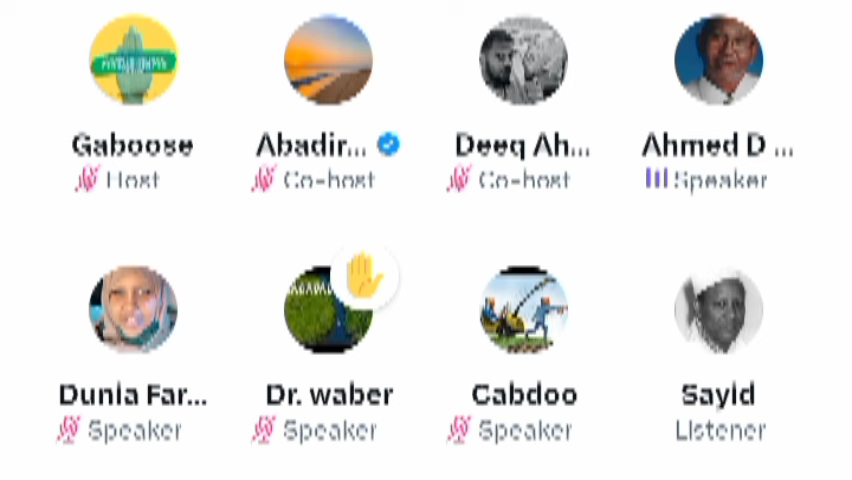 Gaboose
Host
Abadir...
Co-host
Deeq Ah...
Co-host
Ahmed D ...
Speaker
Dunia Far...
Speaker
Dr. waber
Speaker
Cabdoo
Speaker
Sayid
Listener